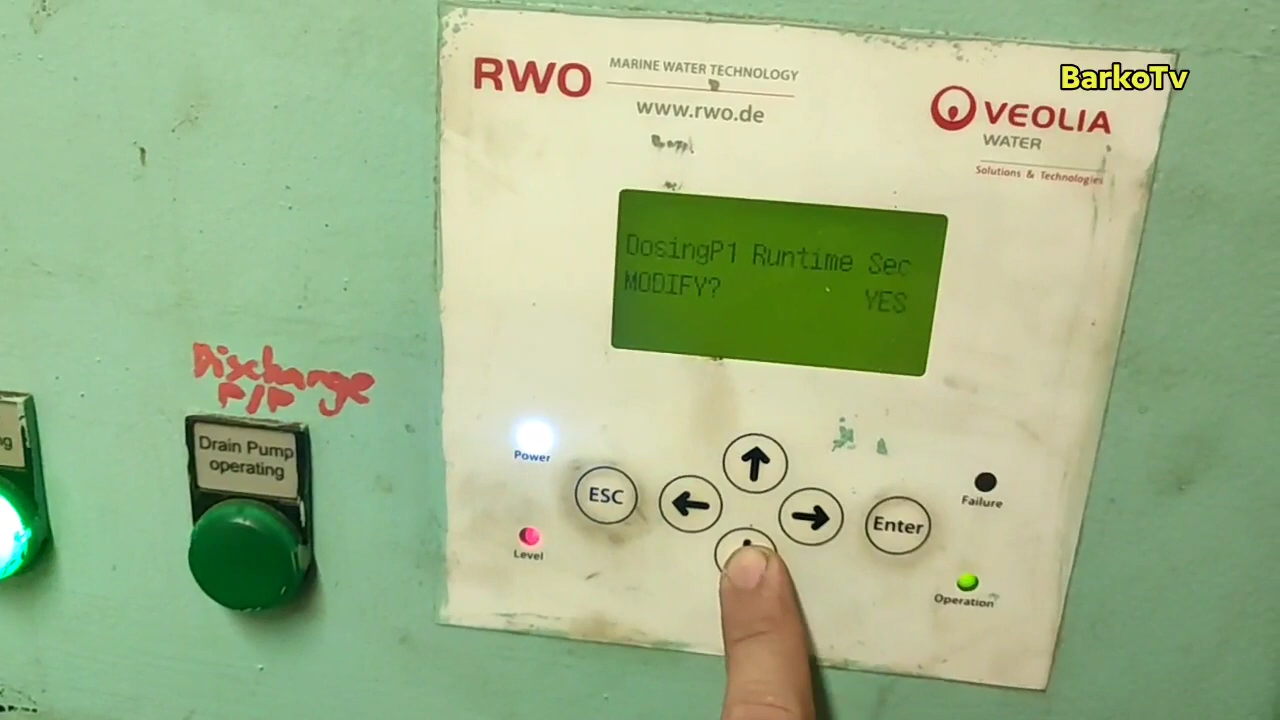 BarkoTv
RWO
MARINE WATER TECHNOLOGY
www.rwo.de
VEOLIA
WATER
Solutions & Technologies
DosingP1 Runtime Sec
MODIFY? YES
Discharge
P/P
Drain Pump
operating
Power
ESC
Enter
Failure
Level
Operation